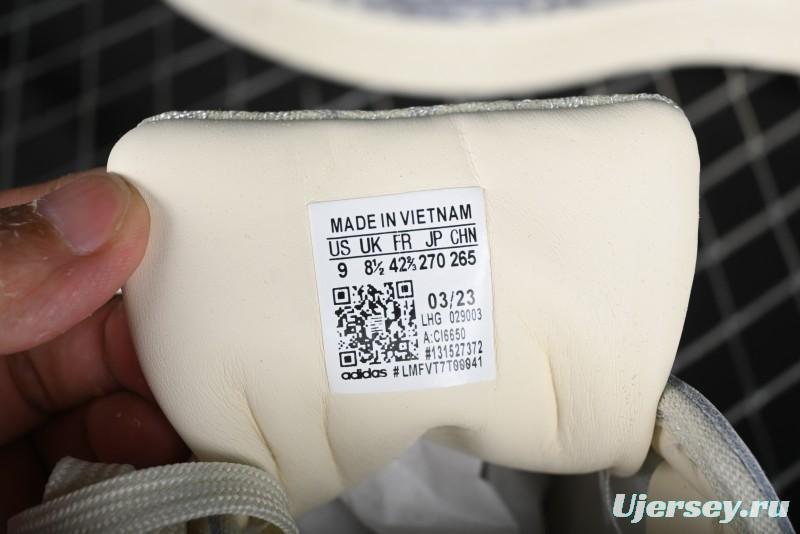 MADE IN VIETNAM
US UK FR JP CHN
9 8½ 42⅔ 270 265
03/23
LHG 029003
A:CI6650
#131527372
adidas #LMFVT7T00041
Ujersey.ru